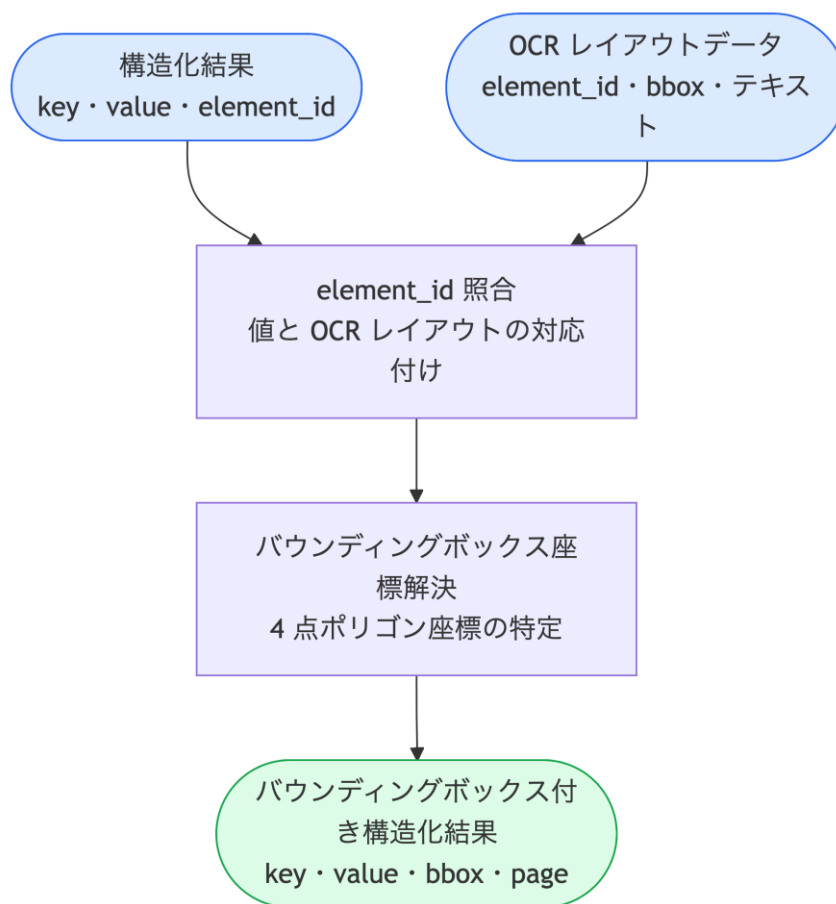 構造化結果
key・value・element_id
OCR レイアウトデータ
element_id・bbox・テキス
ト
element_id 照合
値と OCR レイアウトの対応
付け
バウンディングボックス座
標解決
4 点ポリゴン座標の特定
バウンディングボックス付
き構造化結果
key・value・bbox・page